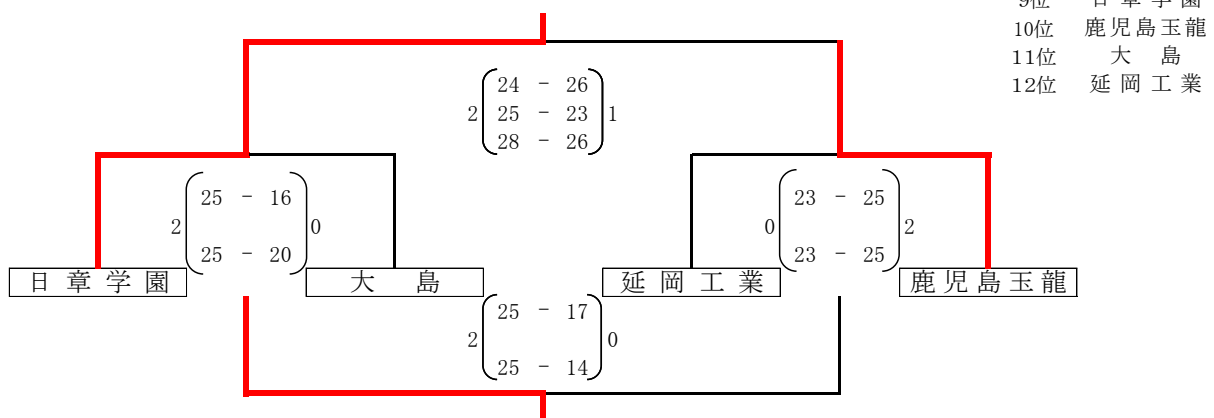 9位 日章学園
10位 鹿児島玉龍
11位 大島
12位 延岡工業
24 - 26
2 25 - 23 1
28 - 26
25 - 16
2 0
25 - 20
23 - 25
0 2
23 - 25
日章学園 大島 延岡工業 鹿児島玉龍
25 - 17
2 0
25 - 14